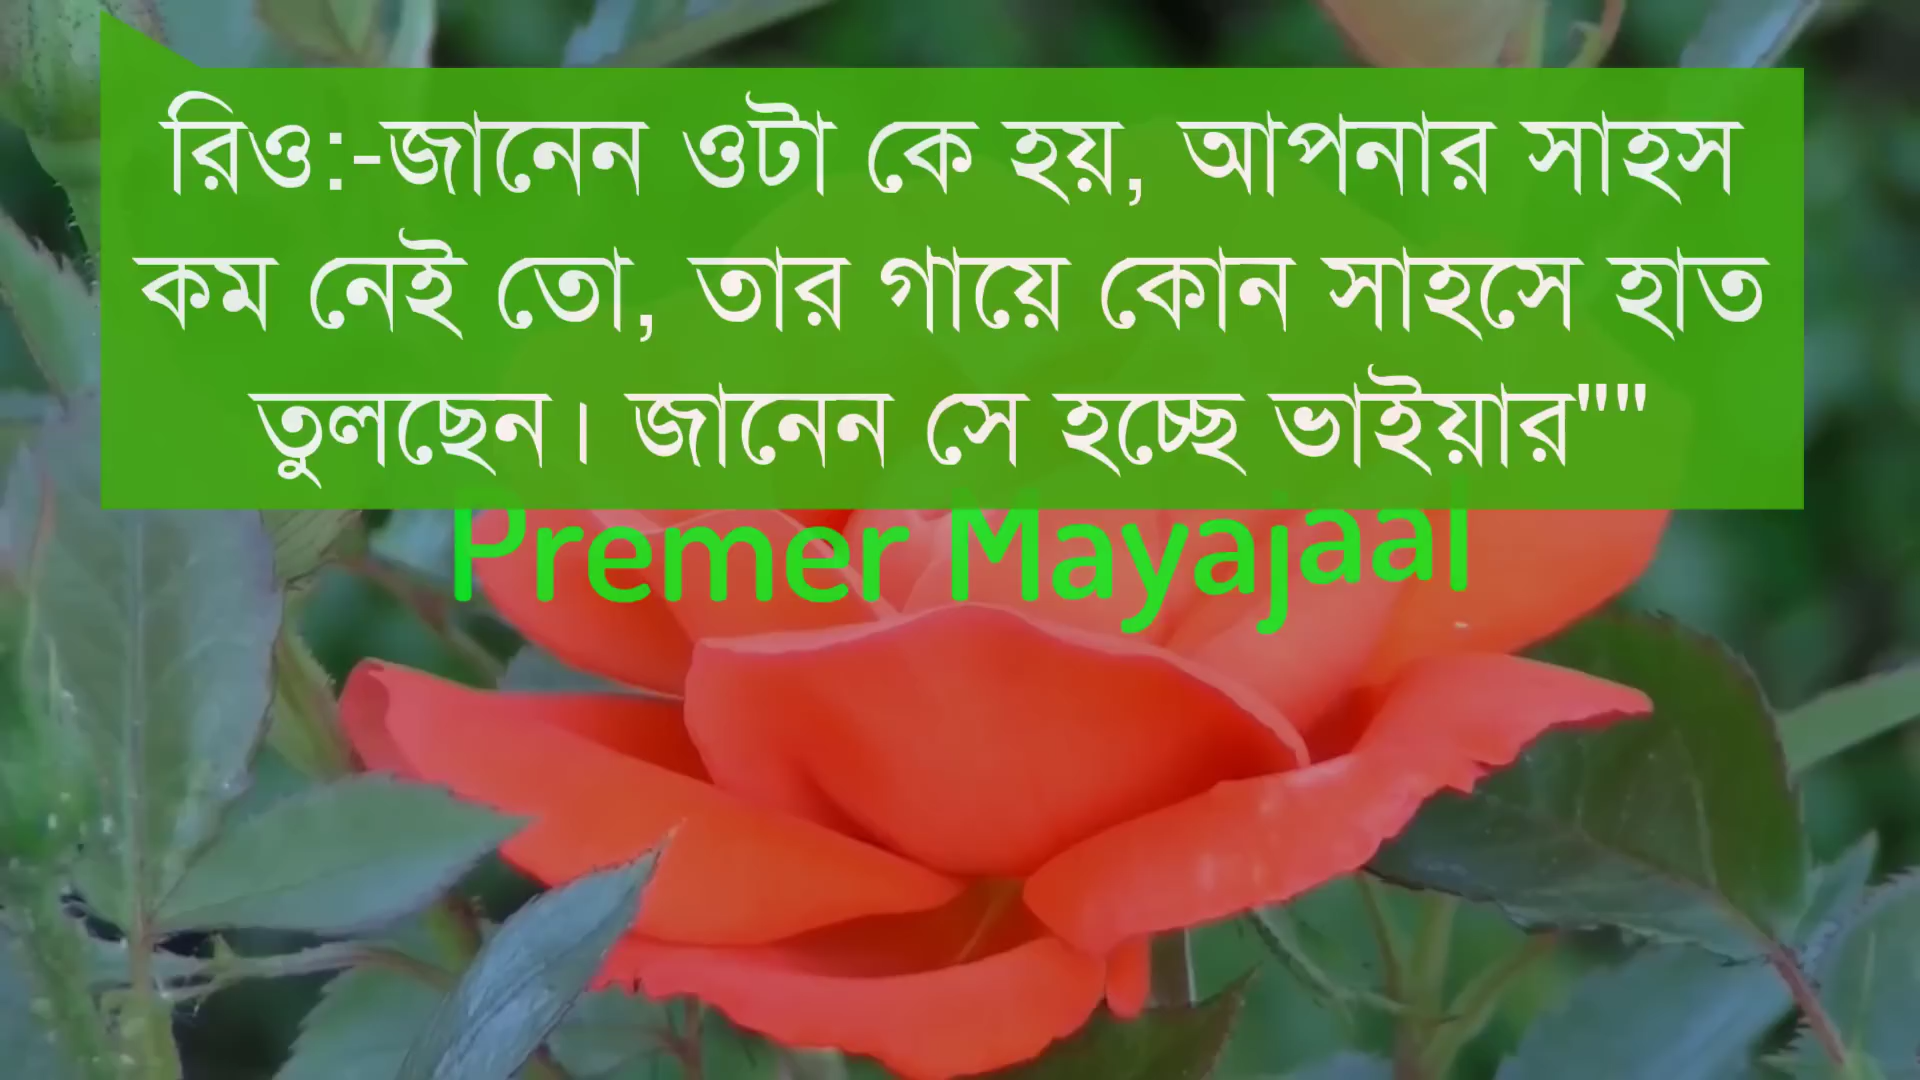 রিও:-জানেন ওটা কে হয়, আপনার সাহস
কম নেই তো, তার গায়ে কোন সাহসে হাত
তুলছেন। জানেন সে হচ্ছে ভাইয়ার""
Premer Mayajaal